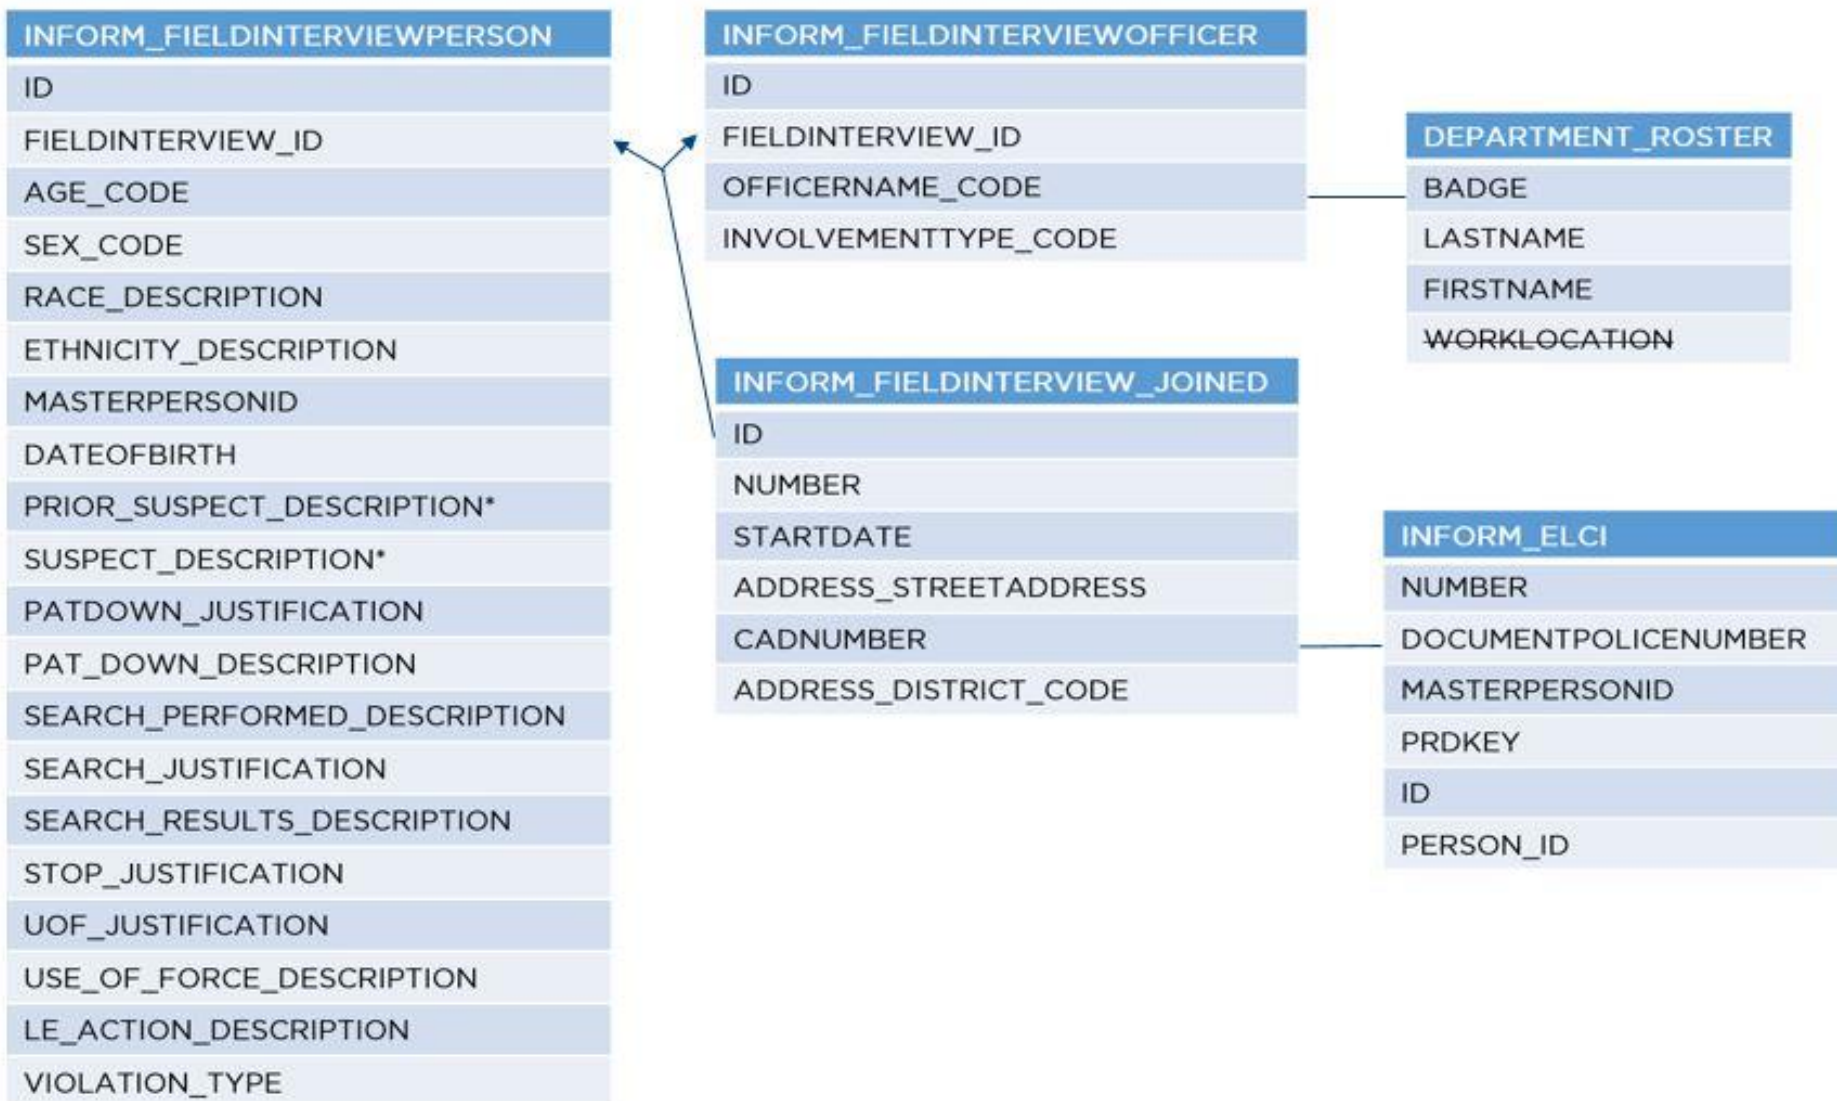 INFORM_FIELDINTERVIEWPERSON
ID
FIELDINTERVIEW_ID
AGE_CODE
SEX_CODE
RACE_DESCRIPTION
ETHNICITY_DESCRIPTION
MASTERPERSONID
DATEOFBIRTH
PRIOR_SUSPECT_DESCRIPTION*
SUSPECT_DESCRIPTION*
PATDOWN_JUSTIFICATION
PAT_DOWN_DESCRIPTION
SEARCH_PERFORMED_DESCRIPTION
SEARCH_JUSTIFICATION
SEARCH_RESULTS_DESCRIPTION
STOP_JUSTIFICATION
UOF_JUSTIFICATION
USE_OF_FORCE_DESCRIPTION
LE_ACTION_DESCRIPTION
VIOLATION_TYPE
INFORM_FIELDINTERVIEWOFFICER
ID
FIELDINTERVIEW_ID
OFFICERNAME_CODE
INVOLVEMENTTYPE_CODE
DEPARTMENT_ROSTER
BADGE
LASTNAME
FIRSTNAME
WORKLOCATION
INFORM_FIELDINTERVIEW_JOINED
ID
NUMBER
STARTDATE
ADDRESS_STREETADDRESS
CADNUMBER
ADDRESS_DISTRICT_CODE
INFORM_ELCI
NUMBER
DOCUMENTPOLICENUMBER
MASTERPERSONID
PRDKEY
ID
PERSON_ID